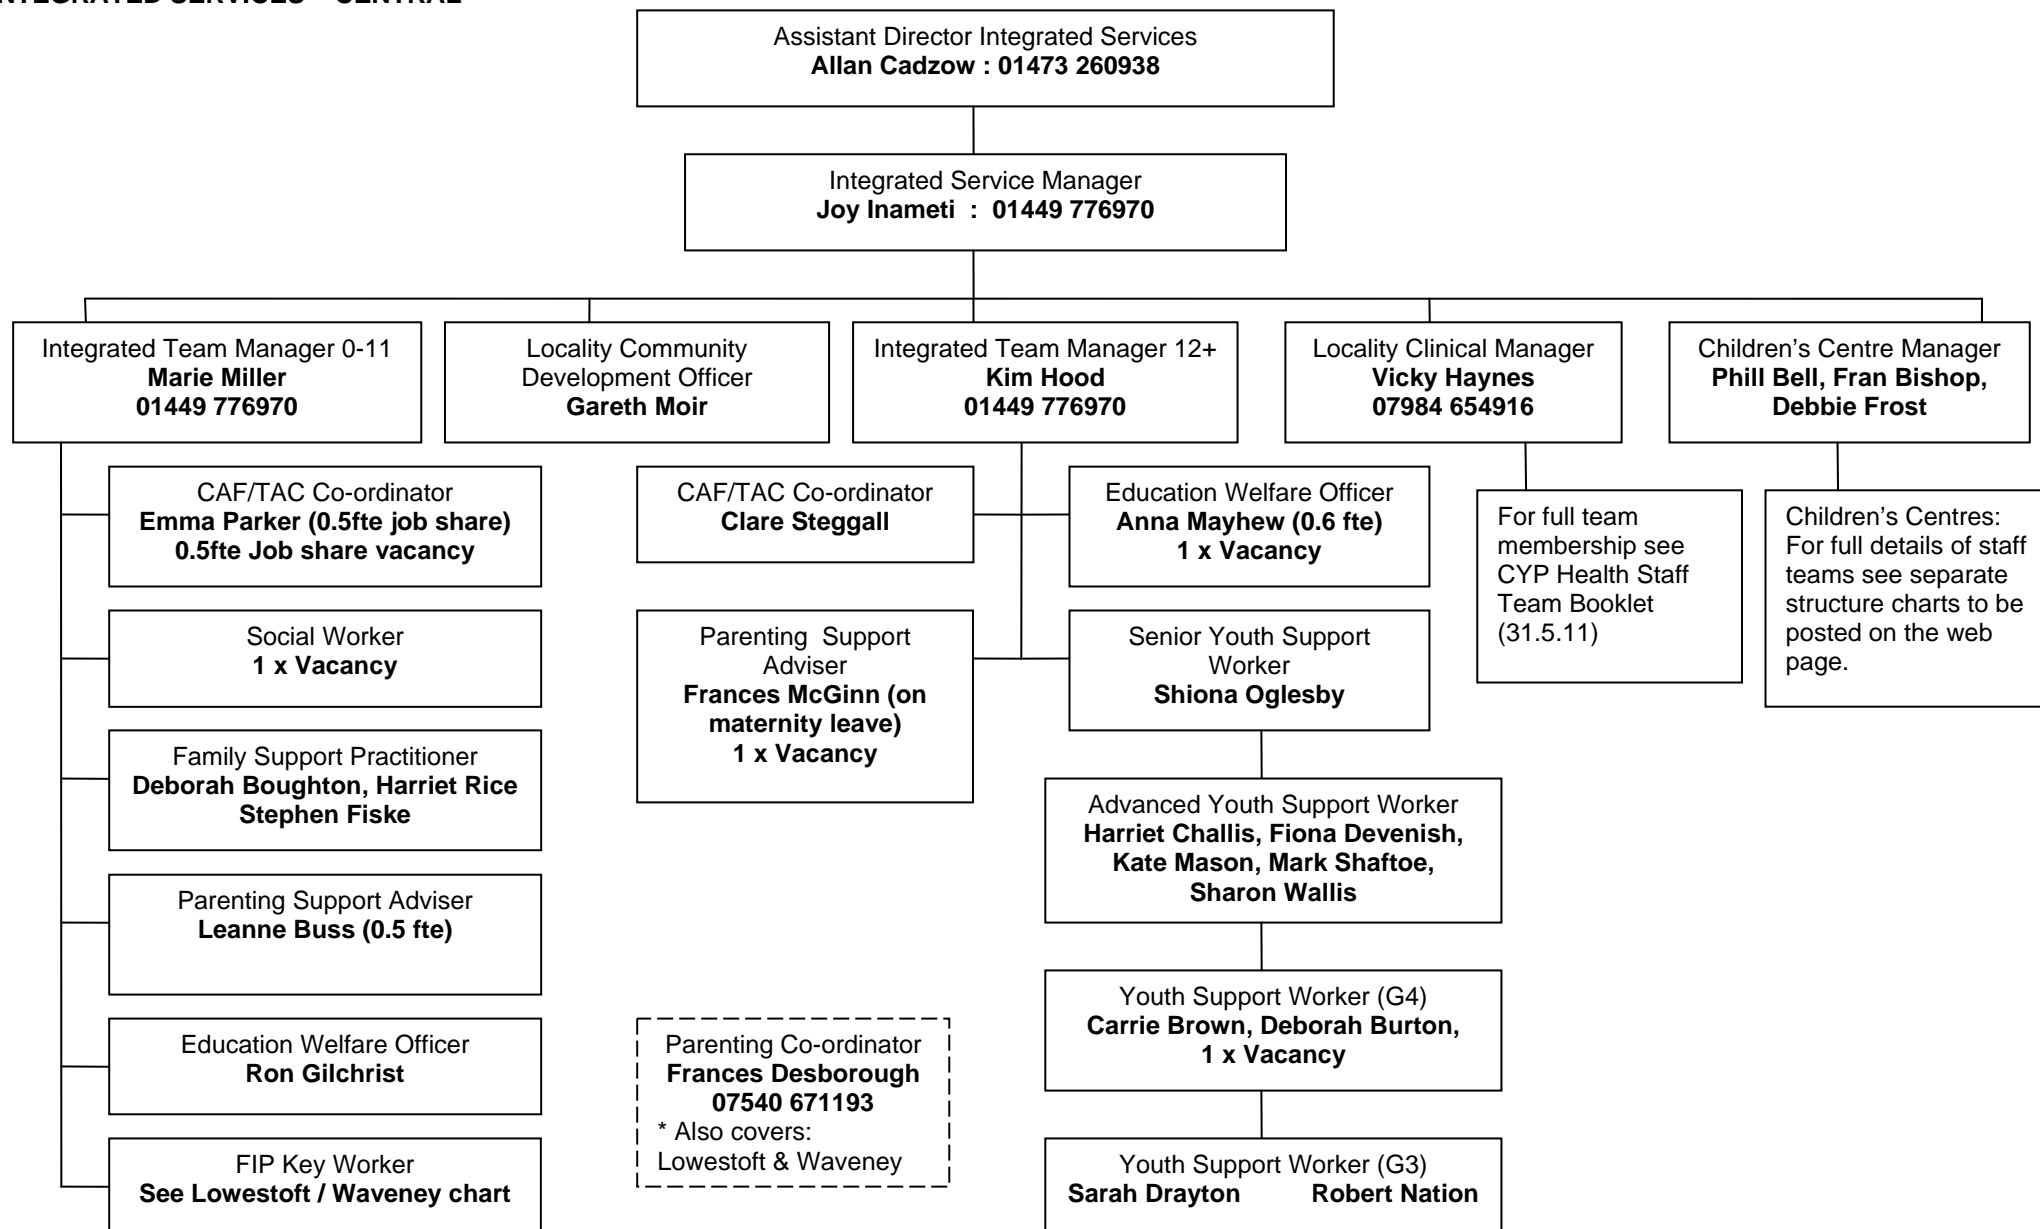 INTEGRATED SERVICES – CENTRAL
Assistant Director Integrated Services
Allan Cadzow : 01473 260938
Integrated Service Manager
Joy Inameti : 01449 776970
Integrated Team Manager 0-11
Marie Miller
01449 776970
Locality Community
Development Officer
Gareth Moir
Integrated Team Manager 12+
Kim Hood
01449 776970
Locality Clinical Manager
Vicky Haynes
07984 654916
Children's Centre Manager
Phill Bell, Fran Bishop,
Debbie Frost
CAF/TAC Co-ordinator
Emma Parker (0.5fte job share)
0.5fte Job share vacancy
Social Worker
1 x Vacancy
Family Support Practitioner
Deborah Boughton, Harriet Rice
Stephen Fiske
Parenting Support Adviser
Leanne Buss (0.5 fte)
Education Welfare Officer
Ron Gilchrist
FIP Key Worker
See Lowestoft / Waveney chart
CAF/TAC Co-ordinator
Clare Steggall
Parenting Support
Adviser
Frances McGinn (on
maternity leave)
1 x Vacancy
Parenting Co-ordinator
Frances Desborough
07540 671193
* Also covers:
Lowestoft & Waveney
Education Welfare Officer
Anna Mayhew (0.6 fte)
1 x Vacancy
Senior Youth Support
Worker
Shiona Oglesby
Advanced Youth Support Worker
Harriet Challis, Fiona Devenish,
Kate Mason, Mark Shaftoe,
Sharon Wallis
Youth Support Worker (G4)
Carrie Brown, Deborah Burton,
1 x Vacancy
Youth Support Worker (G3)
Sarah Drayton Robert Nation
For full team
membership see
CYP Health Staff
Team Booklet
(31.5.11)
Children's Centres:
For full details of staff
teams see separate
structure charts to be
posted on the web
page.